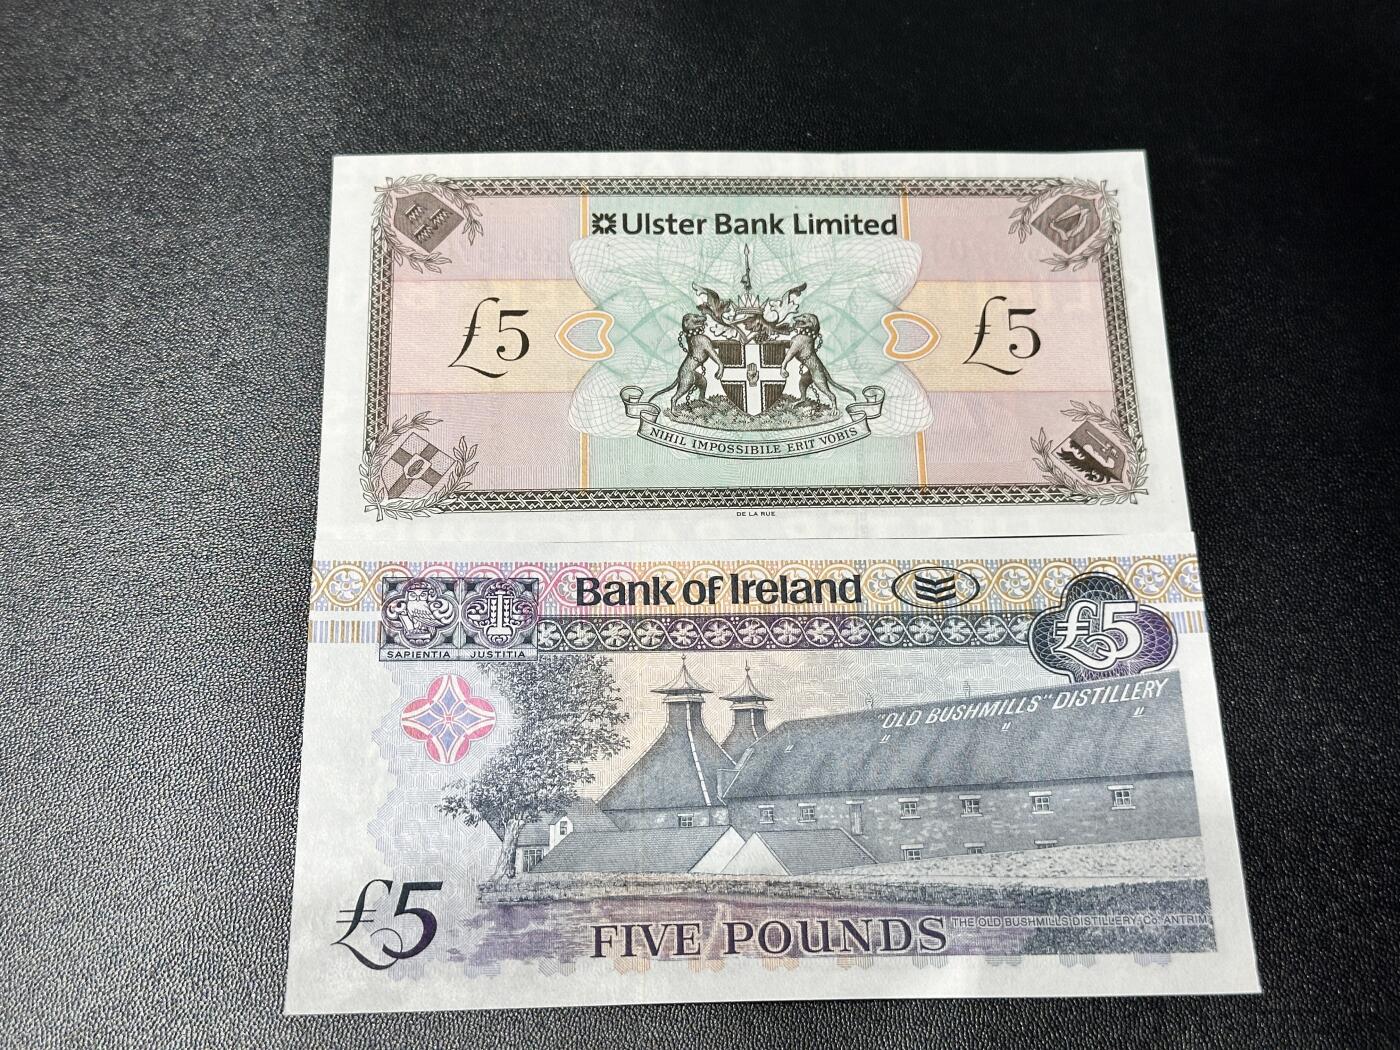 Ulster Bank Limited
£5 £5
NIHIL IMPOSSIBILE ERIT VOBIS
DE LA RUE
Bank of Ireland
£5
SAPIENTIA JUSTITIA
"OLD BUSHMILLS" DISTILLERY
£5
FIVE POUNDS
THE OLD BUSHMILLS DISTILLERY, Co. ANTRIM